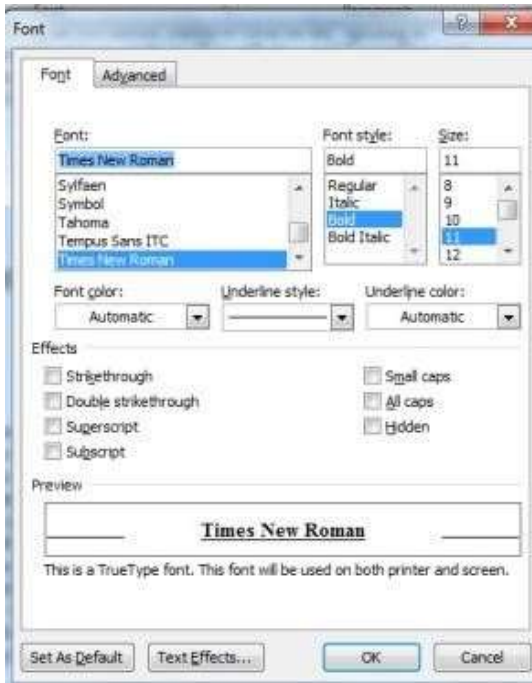 Font
Font Advanced
Font: Font style: Size:
Times New Roman Bold 11
Sylfaen Regular 8
Symbol Italic 9
Tahoma Bold 10
Tempus Sans ITC Bold Italic 11
Times New Roman 12
Font color: Underline style: Underline color:
Automatic Automatic
Effects
Strikethrough Small caps
Double strikethrough All caps
Superscript Hidden
Subscript
Preview
Times New Roman
This is a TrueType font. This font will be used on both printer and screen.
Set As Default Text Effects... OK Cancel